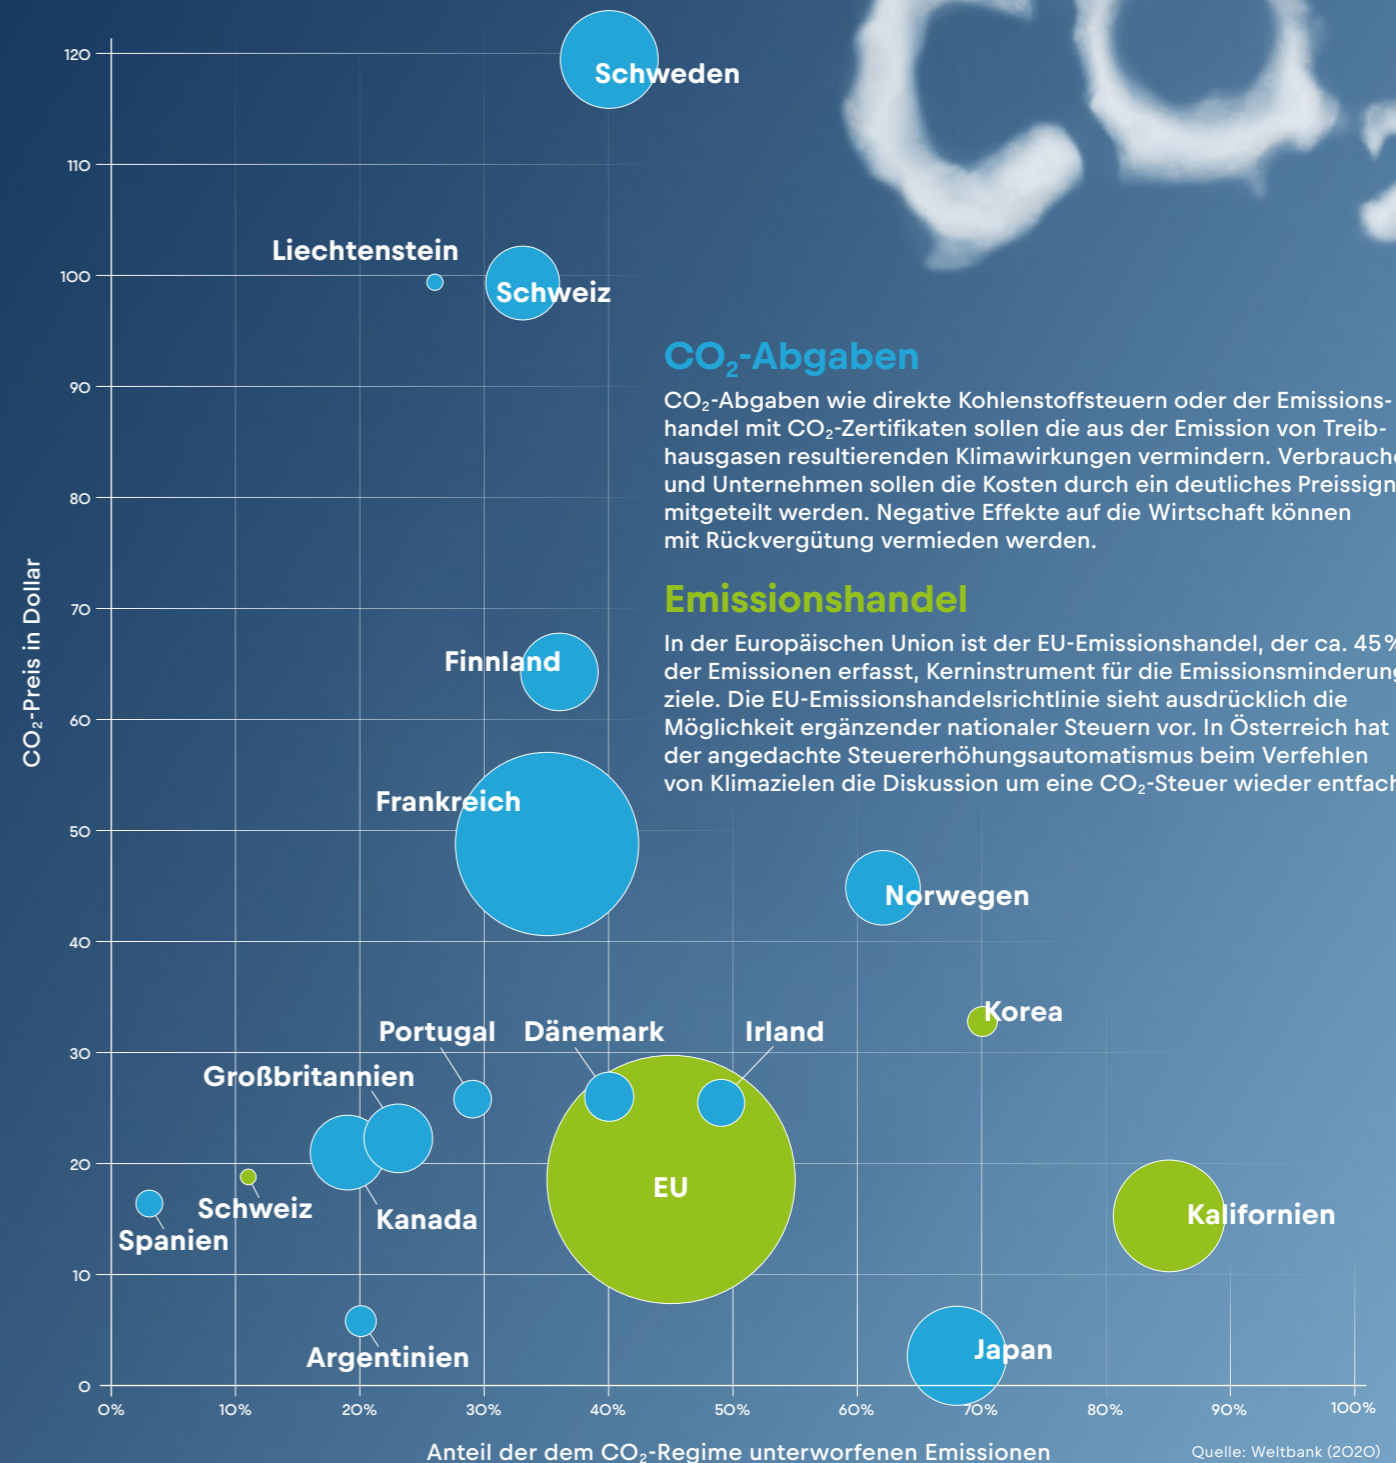 CO₂
120
Schweden
110
Liechtenstein
100
Schweiz
CO₂-Abgaben
90
CO₂-Abgaben wie direkte Kohlenstoffsteuern oder der Emissions-
handel mit CO₂-Zertifikaten sollen die aus der Emission von Treib-
hausgasen resultierenden Klimawirkungen vermindern. Verbrauche
80
und Unternehmen sollen die Kosten durch ein deutliches Preissign
mitgeteilt werden. Negative Effekte auf die Wirtschaft können
mit Rückvergütung vermieden werden.
CO₂-Preis in Dollar
70
Emissionshandel
In der Europäischen Union ist der EU-Emissionshandel, der ca. 45%
der Emissionen erfasst, Kerninstrument für die Emissionsminderung
ziele. Die EU-Emissionshandelsrichtlinie sieht ausdrücklich die
Möglichkeit ergänzender nationaler Steuern vor. In Österreich hat
der angedachte Steuererhöhungsautomatismus beim Verfehlen
von Klimazielen die Diskussion um eine CO₂-Steuer wieder entfach
Finnland
60
Frankreich
50
Norwegen
40
Korea
Portugal
Dänemark
Irland
30
Großbritannien
20
EU
Schweiz
Kanada
Kalifornien
Spanien
10
Argentinien
Japan
0
0%
10%
20%
30%
40%
50%
60%
70%
80%
90%
100%
Anteil der dem CO₂-Regime unterworfenen Emissionen
Quelle: Weltbank (2020)